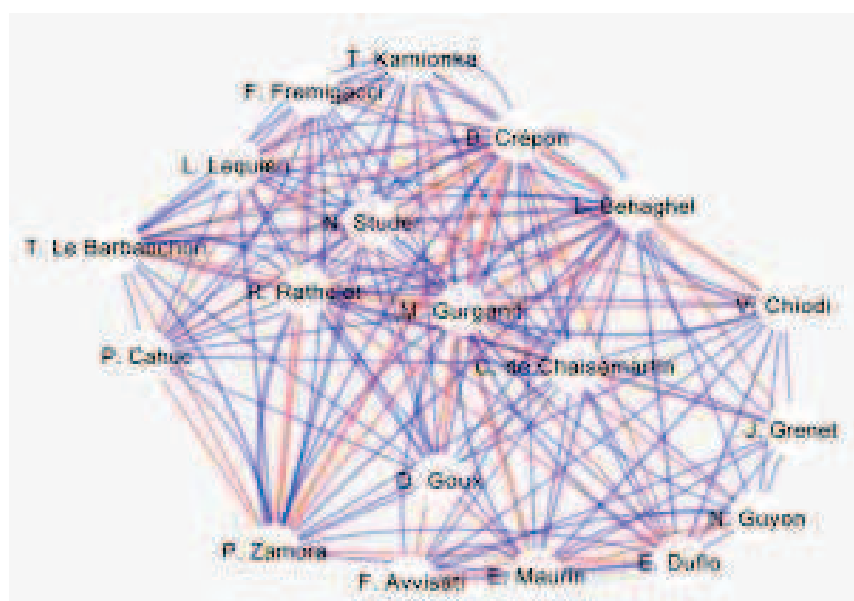 T. Kamionka
F. Fremigacci
B. Crépon
L. Lequien
L. Behaghel
N. Studer
T. Le Barbanchon
R. Rathelot
V. Chiodi
M. Gurgand
P. Cahuc
C. de Chaisemartin
J. Grenet
D. Goux
N. Guyon
P. Zamora
E. Duflo
E. Maurin
F. Avvisati